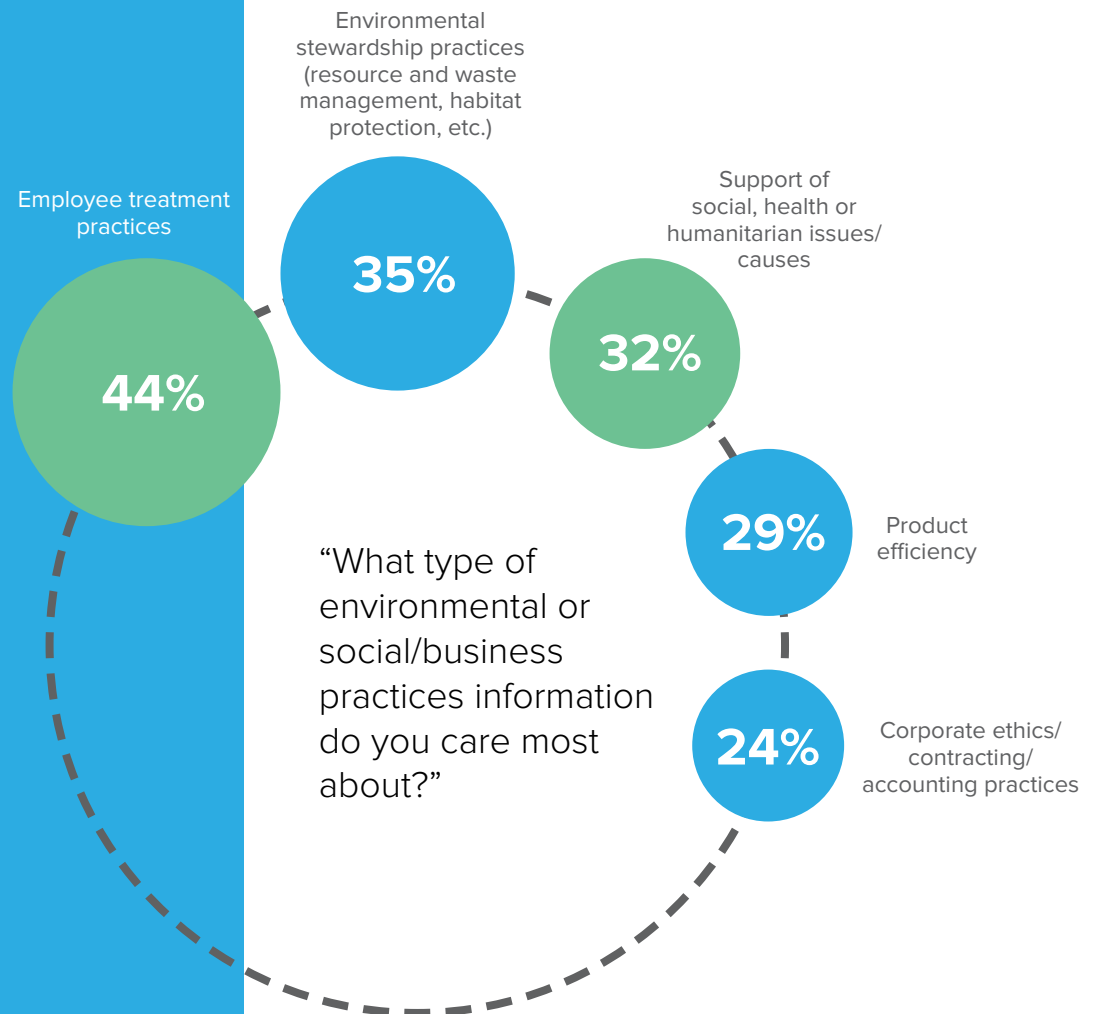 Environmental
stewardship practices
(resource and waste
management, habitat
protection, etc.)
35%
Employee treatment
practices
44%
Support of
social, health or
humanitarian issues/
causes
32%
29%
Product
efficiency
24%
Corporate ethics/
contracting/
accounting practices
“What type of
environmental or
social/business
practices information
do you care most
about?”